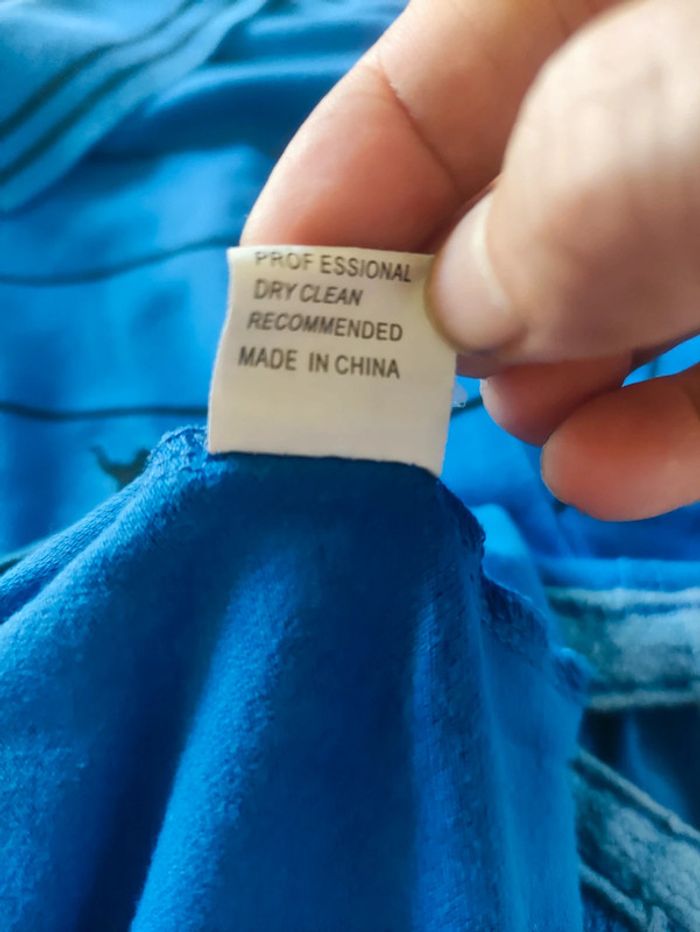 PROF ESSIONAL
DRY CLEAN
RECOMMENDED
MADE IN CHINA